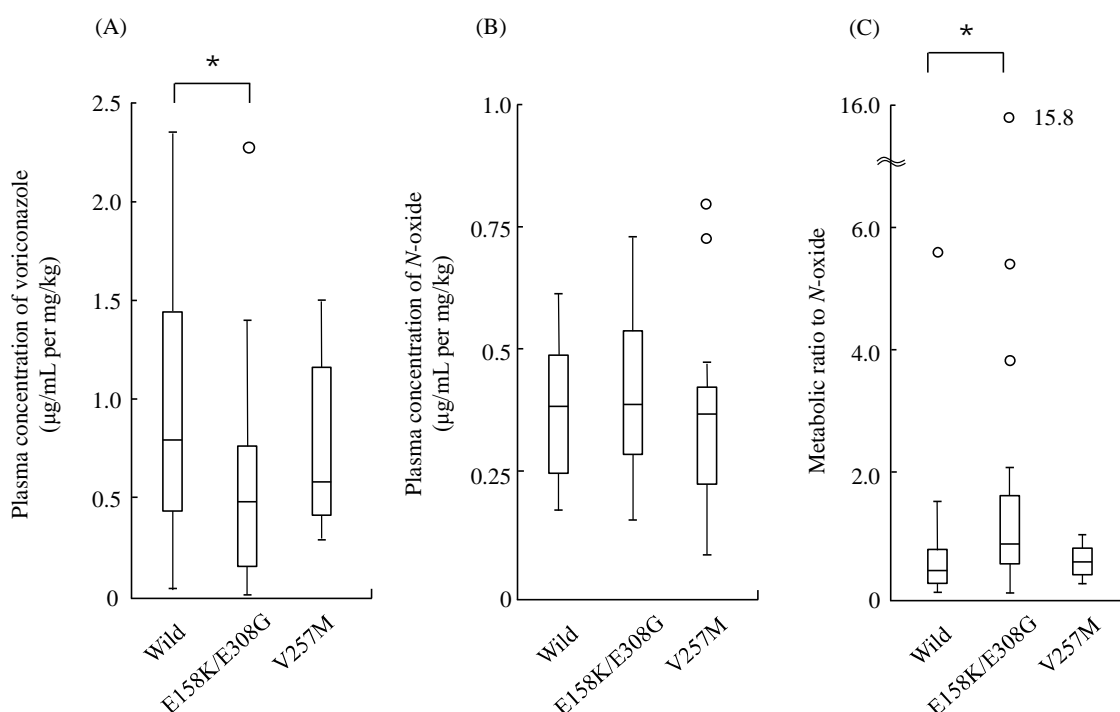 (A)
*
Plasma concentration of voriconazole
(μg/mL per mg/kg)
2.5
2.0
1.5
1.0
0.5
0
Wild
E158K/E308G
V257M
(B)
Plasma concentration of N-oxide
(μg/mL per mg/kg)
1.0
0.75
0.5
0.25
0
Wild
E158K/E308G
V257M
(C)
*
Metabolic ratio to N-oxide
16.0
15.8
6.0
4.0
2.0
0
Wild
E158K/E308G
V257M